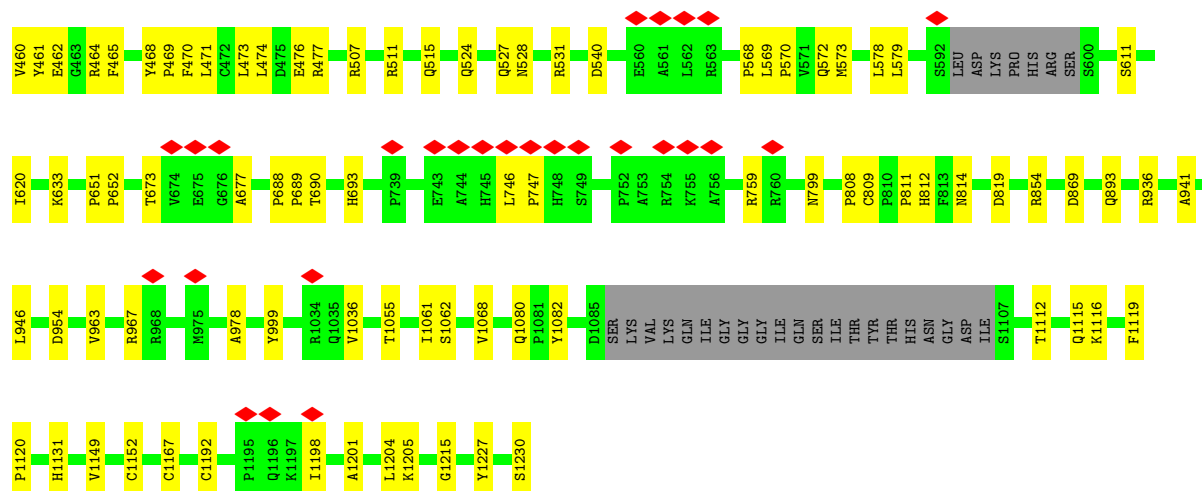 V460 Y461 E462 G463 R464 F465 Y468 P469 F470 L471 C472 L473 L474 D475 E476 R477 R507 R511 Q515 Q524 Q527 N528 R531 D540 E560 A561 L562 R563 P568 L569 P570 V571 Q572 M573 L578 L579 S592 LEU ASP LYS PRO HIS ARG SER S600 S611
I620 K633 P651 P652 T673 V674 E675 G676 A677 P688 P689 T690 H693 P739 E743 A744 H745 L746 P747 H748 S749 P752 A753 R754 K755 A756 R759 R760 N799 P808 C809 P810 P811 H812 F813 N814 D819 R854 D869 Q893 R936 A941
L946 D954 V963 R967 R968 M975 A978 Y999 R1034 Q1035 V1036 T1055 I1061 S1062 V1068 Q1080 P1081 Y1082 D1085 SER LYS VAL LYS GLN ILE GLY GLY GLY ILE GLN SER ILE THR TYR THR HIS ASN GLY ASP ILE S1107 T1112 Q1115 K1116 F1119
P1120 H1131 V1149 C1152 C1167 C1192 P1195 Q1196 K1197 I1198 A1201 L1204 K1205 G1215 Y1227 S1230